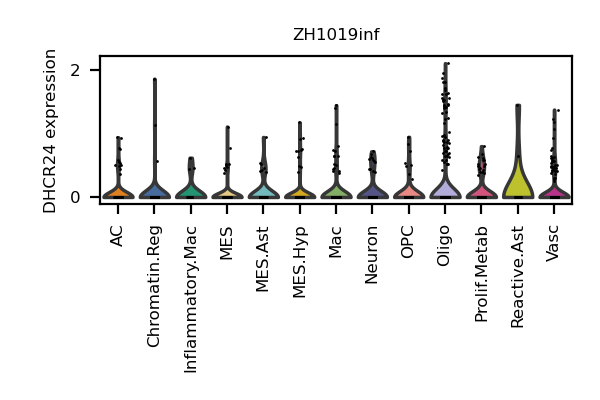 ZH1019inf
DHCR24 expression
2
0
AC
Chromatin.Reg
Inflammatory.Mac
MES
MES.Ast
MES.Hyp
Mac
Neuron
OPC
Oligo
Prolif.Metab
Reactive.Ast
Vasc